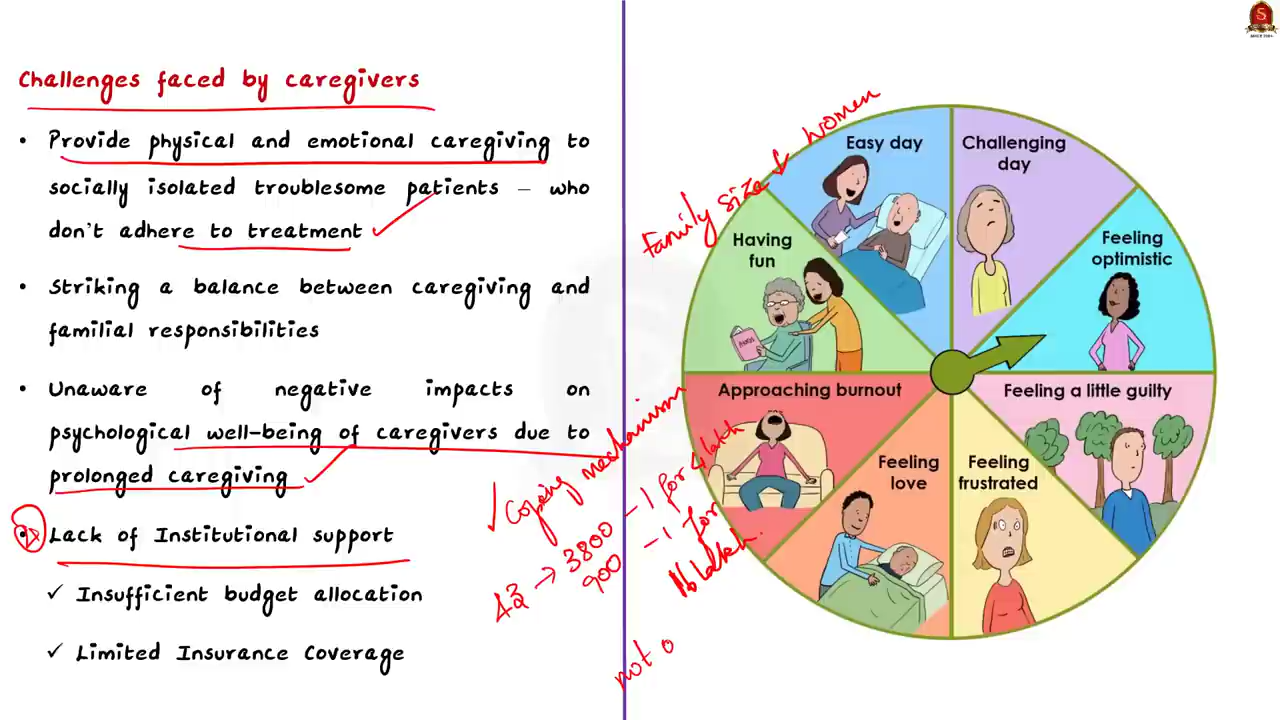 Challenges faced by caregivers
• Provide physical and emotional caregiving to
socially isolated troublesome patients – who
don't adhere to treatment
• Striking a balance between caregiving and
familial responsibilities
• Unaware of negative impacts on
psychological well-being of caregivers due to
prolonged caregiving
• Lack of Institutional support
✓ Insufficient budget allocation
✓ Limited Insurance Coverage
Family size ↓ women
Easy day
Challenging
day
Having
fun
Feeling
optimistic
Approaching burnout
Feeling a little guilty
Feeling
love
Feeling
frustrated
↓ Coping mechanism
→ 3800 – 1 for 4 lakh
900 – 1 for
16 lakh.
not